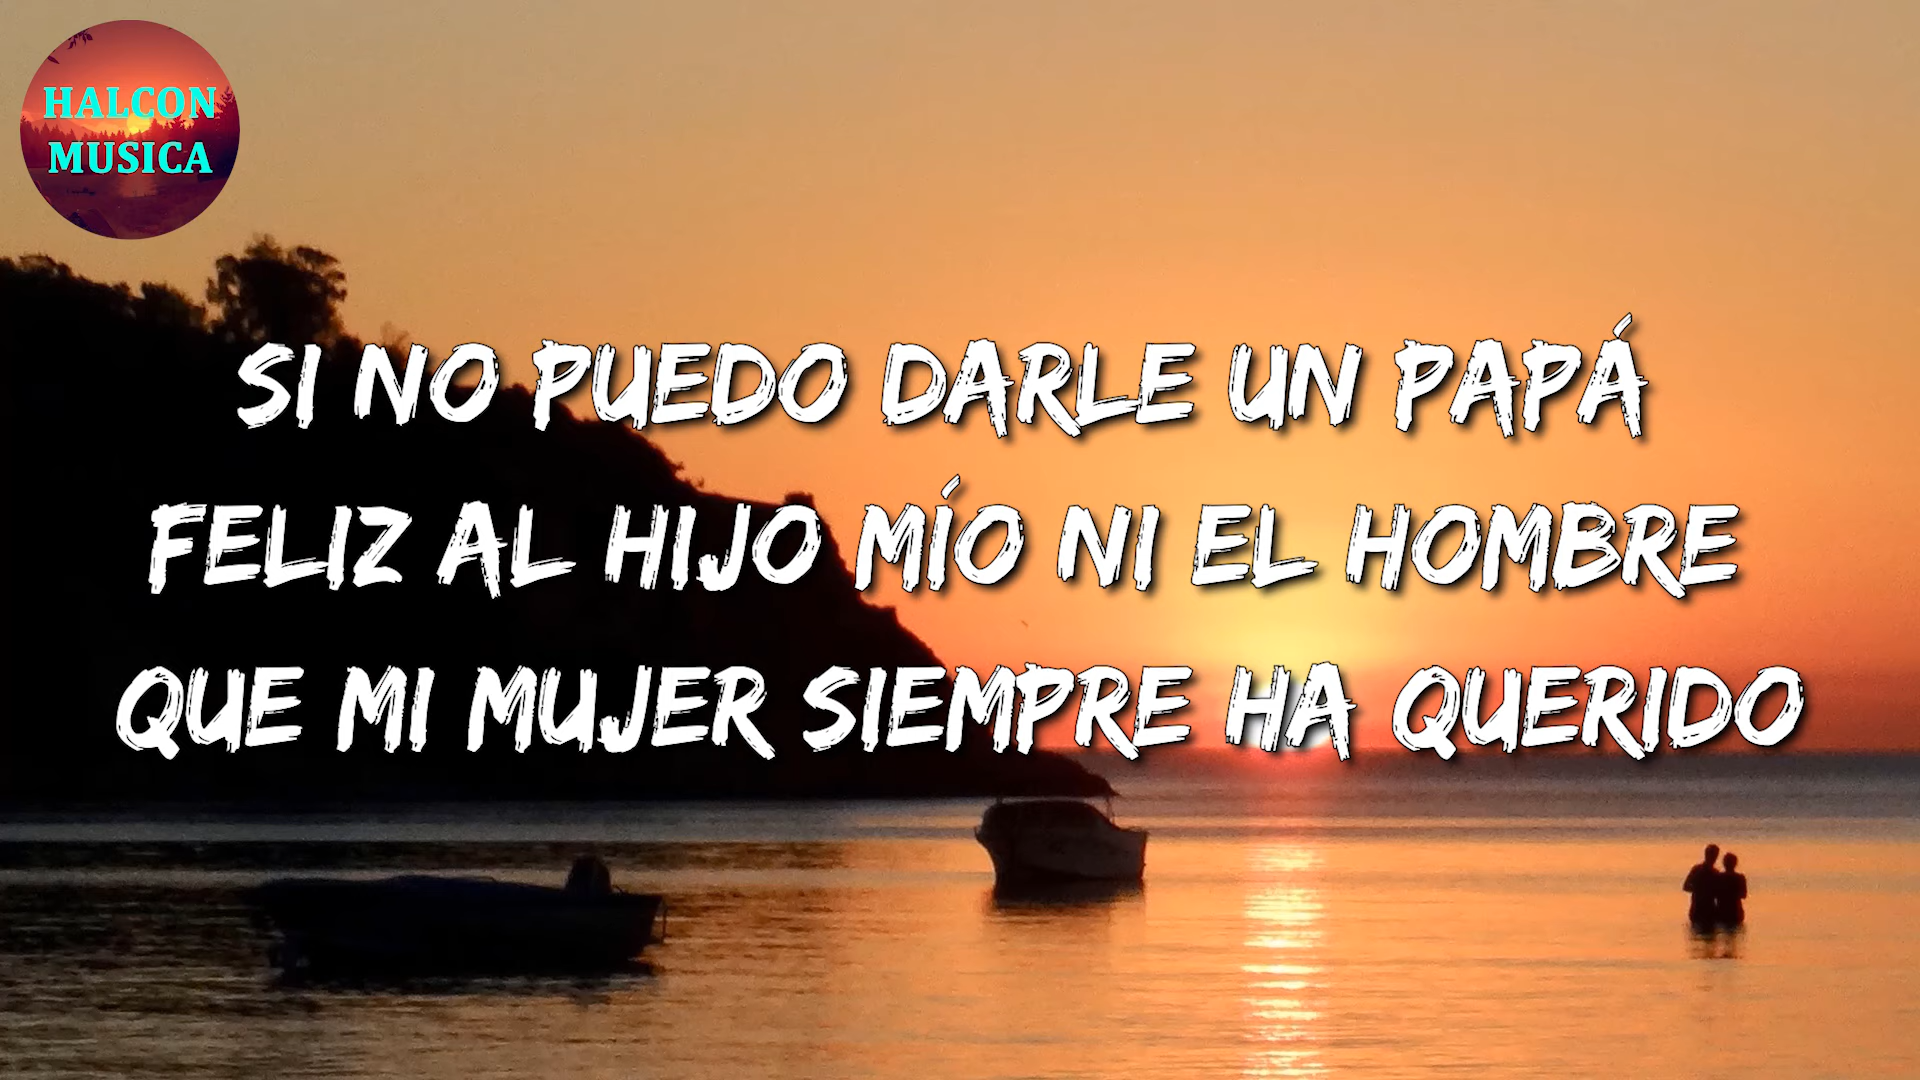 HALCON
MUSICA
SI NO PUEDO DARLE UN PAPÁ
FELIZ AL HIJO MÍO NI EL HOMBRE
QUE MI MUJER SIEMPRE HA QUERIDO